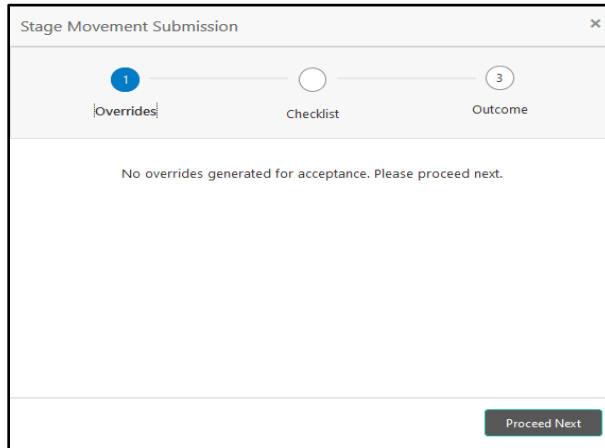 Stage Movement Submission ×
1
3
Overrides
Checklist
Outcome
No overrides generated for acceptance. Please proceed next.
Proceed Next